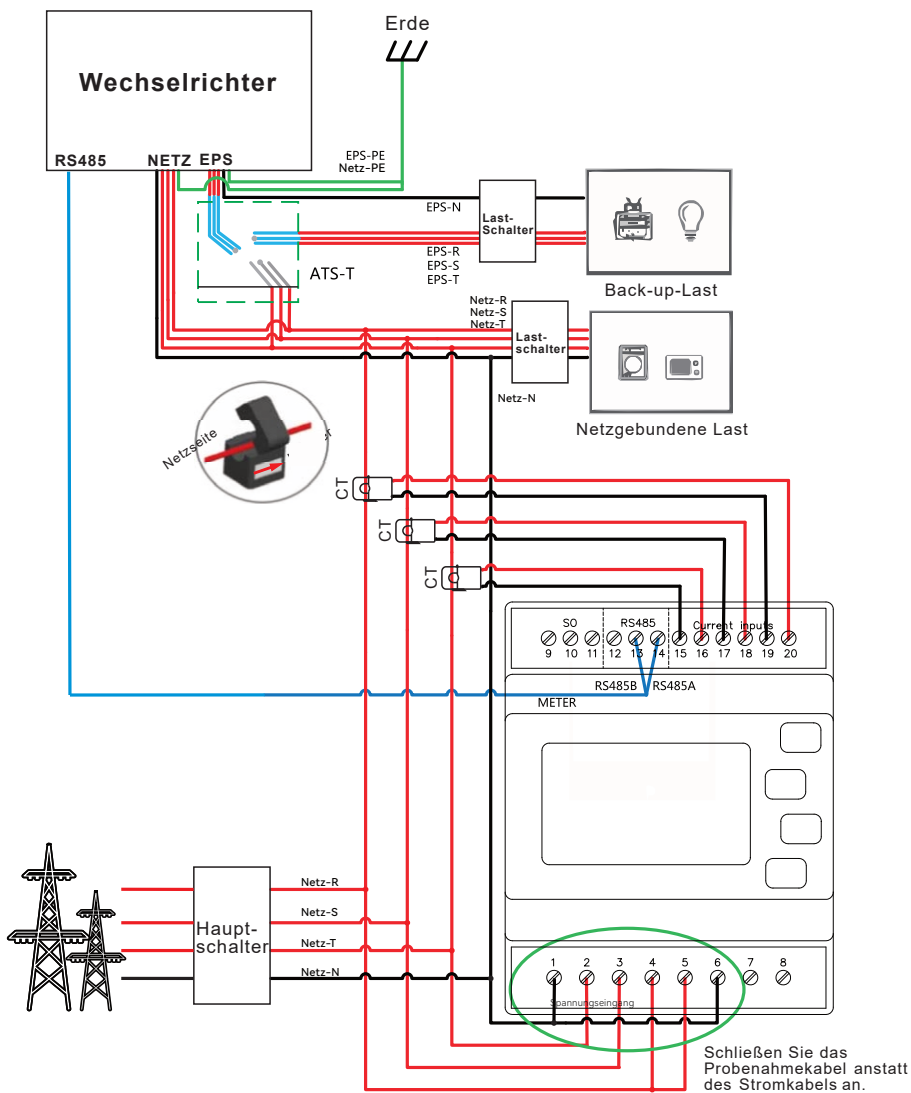 Erde
Wechselrichter
RS485
NETZ
EPS
EPS-PE
Netz-PE
EPS-N
Last-
Schalter
EPS-R
EPS-S
EPS-T
ATS-T
Back-up-Last
Netz-R
Netz-S
Netz-T
Last-
schalter
Netz-N
Netzgebundene Last
Netzseite
CT
CT
CT
SO
RS485
Current inputs
9 10 11 12 13 14 15 16 17 18 19 20
RS485B
RS485A
METER
Haupt-
schalter
Netz-R
Netz-S
Netz-T
Netz-N
1 2 3 4 5 6 7 8
Spannungseingang
Schließen Sie das
Probenahmekabel anstatt
des Stromkabels an.